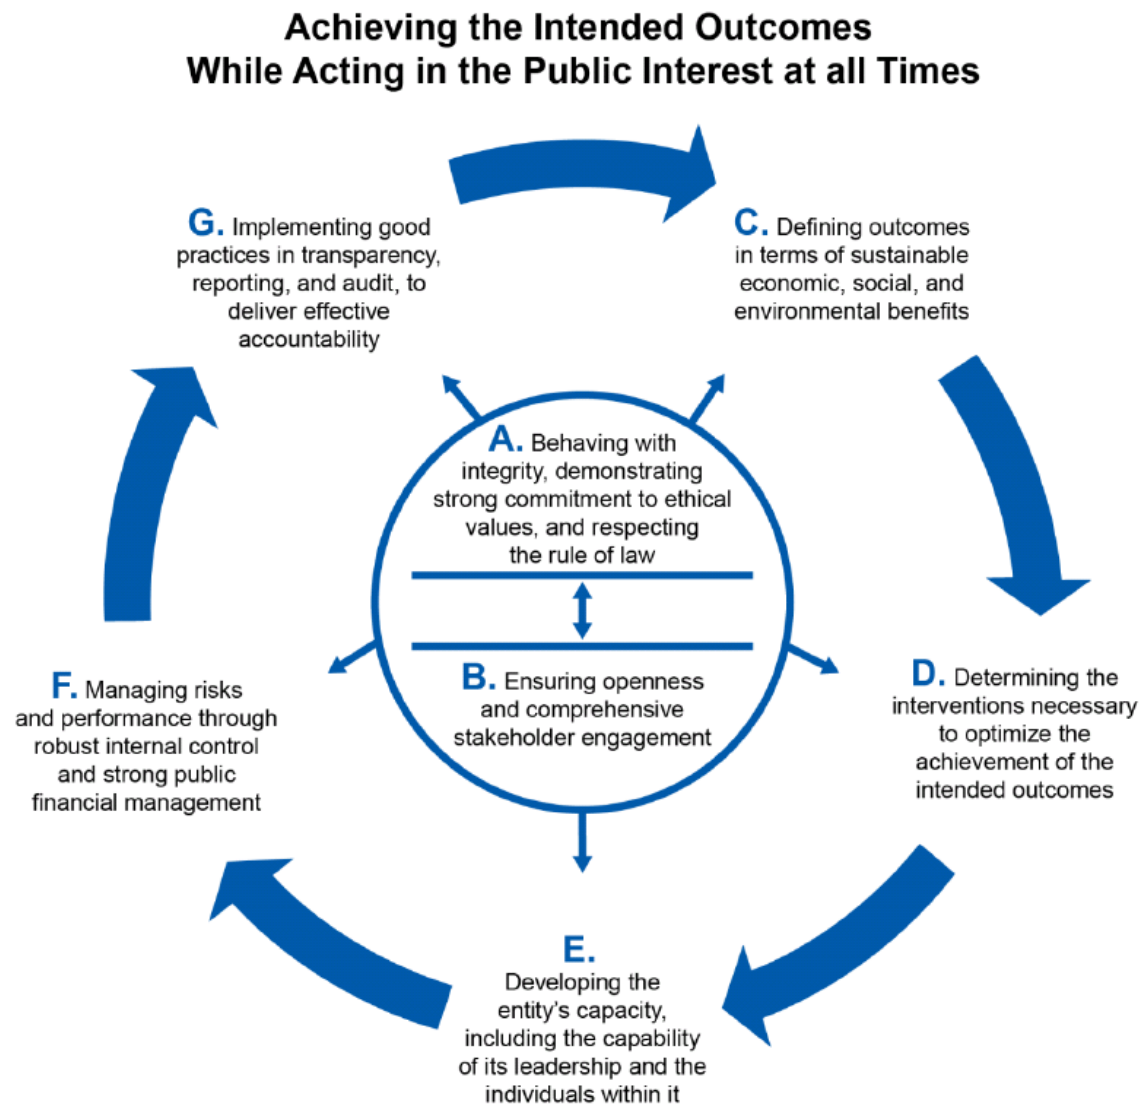 Achieving the Intended Outcomes
While Acting in the Public Interest at all Times
G. Implementing good
practices in transparency,
reporting, and audit, to
deliver effective
accountability
C. Defining outcomes
in terms of sustainable
economic, social, and
environmental benefits
A. Behaving with
integrity, demonstrating
strong commitment to ethical
values, and respecting
the rule of law
B. Ensuring openness
and comprehensive
stakeholder engagement
F. Managing risks
and performance through
robust internal control
and strong public
financial management
D. Determining the
interventions necessary
to optimize the
achievement of the
intended outcomes
E.
Developing the
entity's capacity,
including the capability
of its leadership and the
individuals within it